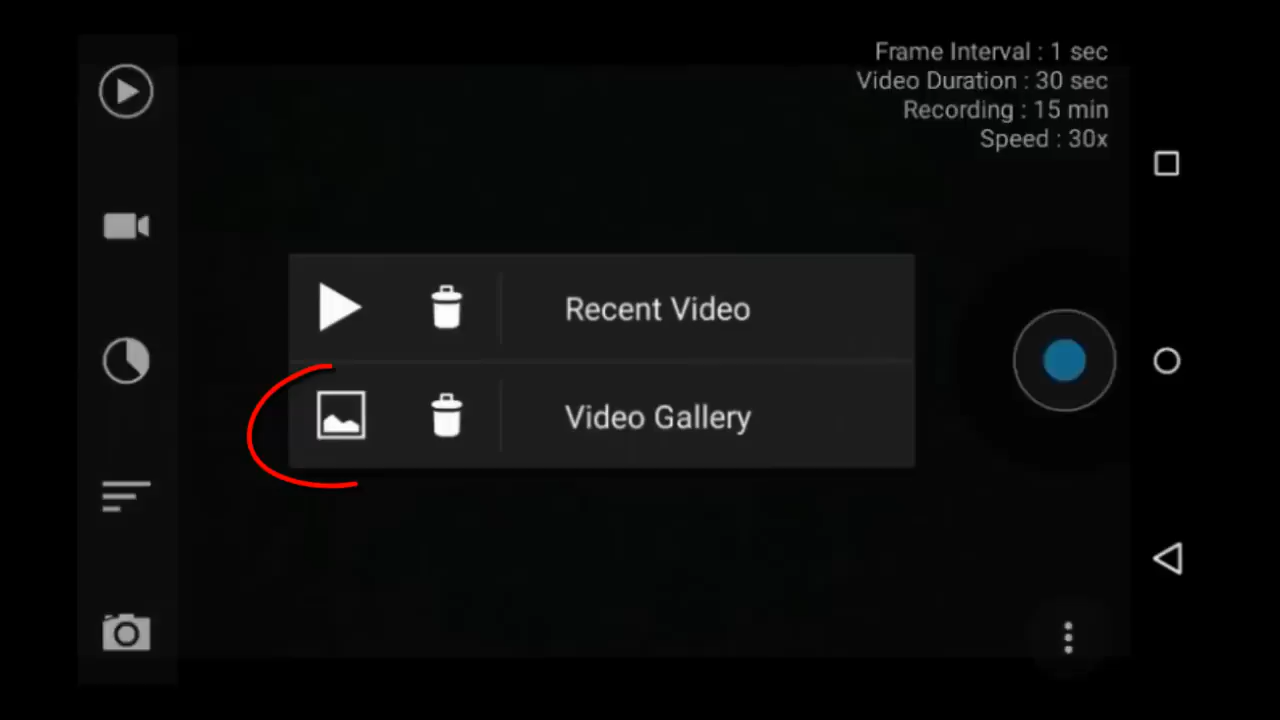 Frame Interval : 1 sec
Video Duration : 30 sec
Recording : 15 min
Speed : 30x
Recent Video
Video Gallery